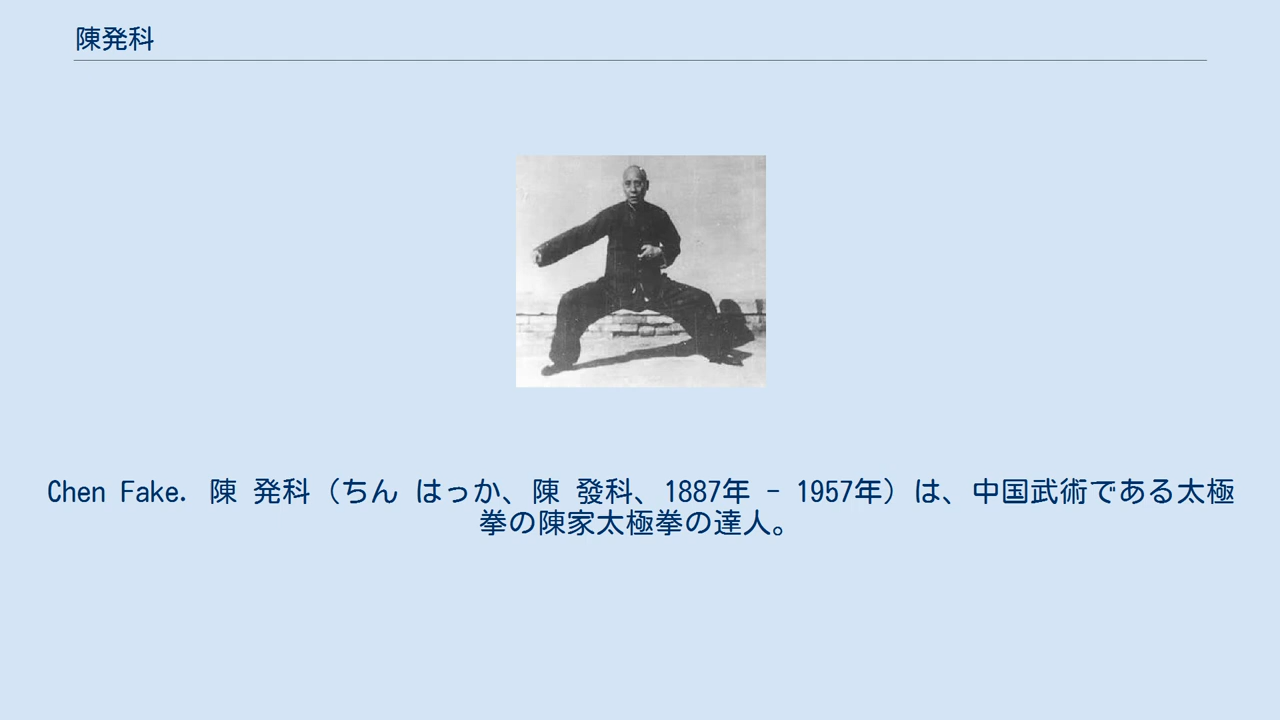 陳発科
Chen Fake. 陳 発科（ちん はっか、陳 發科、1887年 - 1957年）は、中国武術である太極
拳の陳家太極拳の達人。